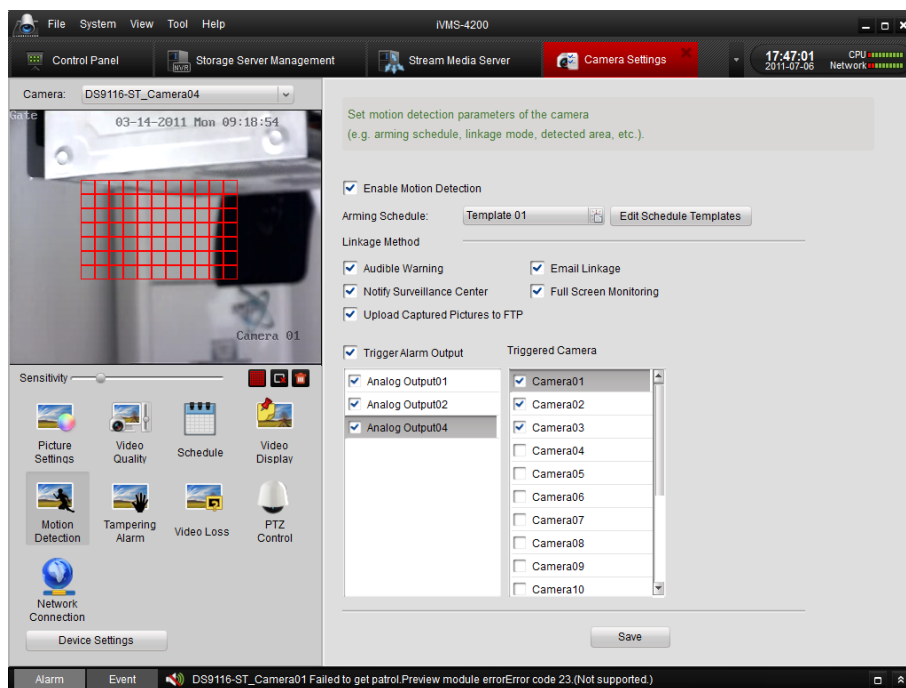 File System View Tool Help iVMS-4200
Control Panel NVR Storage Server Management Stream Media Server Camera Settings 17:47:01 CPU
2011-07-06 Network
Camera: DS9116-ST_Camera04
Gate
03-14-2011 Mon 09:18:54
Camera 01
Sensitivity
Picture Settings
Video Quality
Schedule
Video Display
Motion Detection
Tampering Alarm
Video Loss
PTZ Control
Network Connection
Device Settings
Set motion detection parameters of the camera
(e.g. arming schedule, linkage mode, detected area, etc.).
Enable Motion Detection
Arming Schedule: Template 01 Edit Schedule Templates
Linkage Method
Audible Warning Email Linkage
Notify Surveillance Center Full Screen Monitoring
Upload Captured Pictures to FTP
Trigger Alarm Output Triggered Camera
Analog Output01 Camera01
Analog Output02 Camera02
Analog Output04 Camera03
Camera04
Camera05
Camera06
Camera07
Camera08
Camera09
Camera10
Save
Alarm Event DS9116-ST_Camera01 Failed to get patrol.Preview module errorError code 23.(Not supported.)